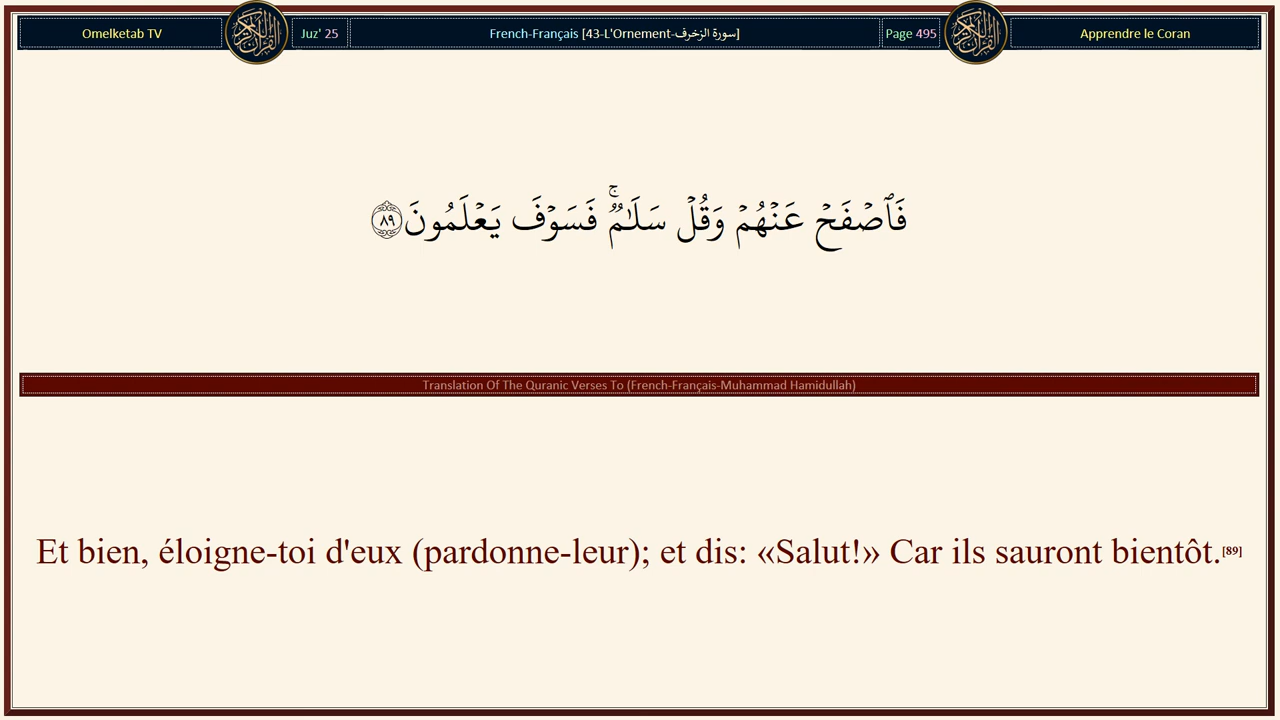 Omelketab TV
Juz' 25
French-Français [43-L'Ornement-سورة الزخرف]
Page 495
Apprendre le Coran
فَٱصۡفَحۡ عَنۡهُمۡ وَقُلۡ سَلَٰمٞۚ فَسَوۡفَ يَعۡلَمُونَ ٨٩
Translation Of The Quranic Verses To (French-Français-Muhammad Hamidullah)
Et bien, éloigne-toi d'eux (pardonne-leur); et dis: «Salut!» Car ils sauront bientôt.[89]